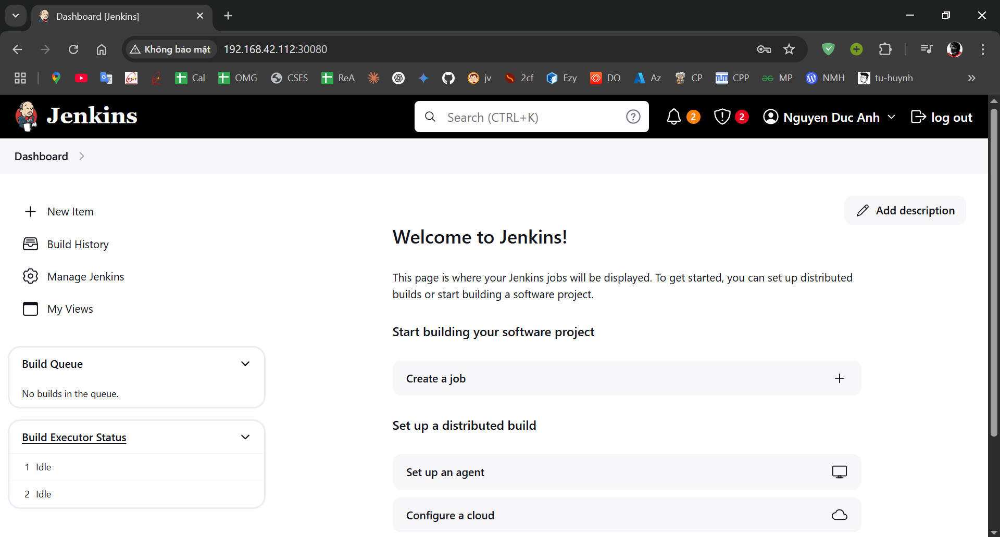 Dashboard [Jenkins]
Không bảo mật 192.168.42.112:30080
Cal OMG CSES ReA jv 2cf Ezy DO Az CP CPP MP NMH tu-huynh
Jenkins
Search (CTRL+K)
2
2
Nguyen Duc Anh
log out
Dashboard
New Item
Build History
Manage Jenkins
My Views
Build Queue
No builds in the queue.
Build Executor Status
1 Idle
2 Idle
Add description
Welcome to Jenkins!
This page is where your Jenkins jobs will be displayed. To get started, you can set up distributed
builds or start building a software project.
Start building your software project
Create a job
Set up a distributed build
Set up an agent
Configure a cloud